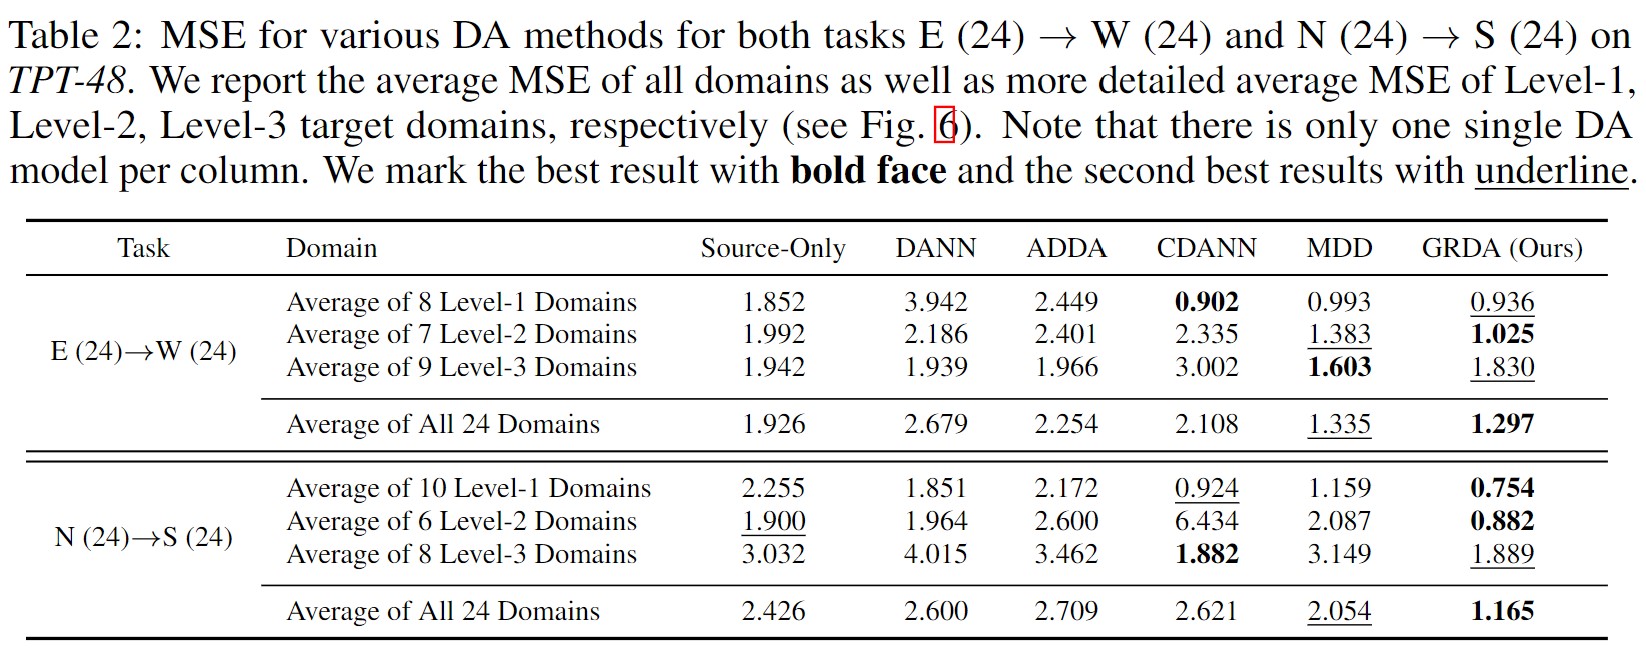 Table 2: MSE for various DA methods for both tasks E (24) → W (24) and N (24) → S (24) on
TPT-48. We report the average MSE of all domains as well as more detailed average MSE of Level-1,
Level-2, Level-3 target domains, respectively (see Fig. 6). Note that there is only one single DA
model per column. We mark the best result with bold face and the second best results with underline.
Task Domain Source-Only DANN ADDA CDANN MDD GRDA (Ours)
Average of 8 Level-1 Domains 1.852 3.942 2.449 0.902 0.993 0.936
Average of 7 Level-2 Domains 1.992 2.186 2.401 2.335 1.383 1.025
E (24)→W (24)
Average of 9 Level-3 Domains 1.942 1.939 1.966 3.002 1.603 1.830
Average of All 24 Domains 1.926 2.679 2.254 2.108 1.335 1.297
Average of 10 Level-1 Domains 2.255 1.851 2.172 0.924 1.159 0.754
Average of 6 Level-2 Domains 1.900 1.964 2.600 6.434 2.087 0.882
N (24)→S (24)
Average of 8 Level-3 Domains 3.032 4.015 3.462 1.882 3.149 1.889
Average of All 24 Domains 2.426 2.600 2.709 2.621 2.054 1.165